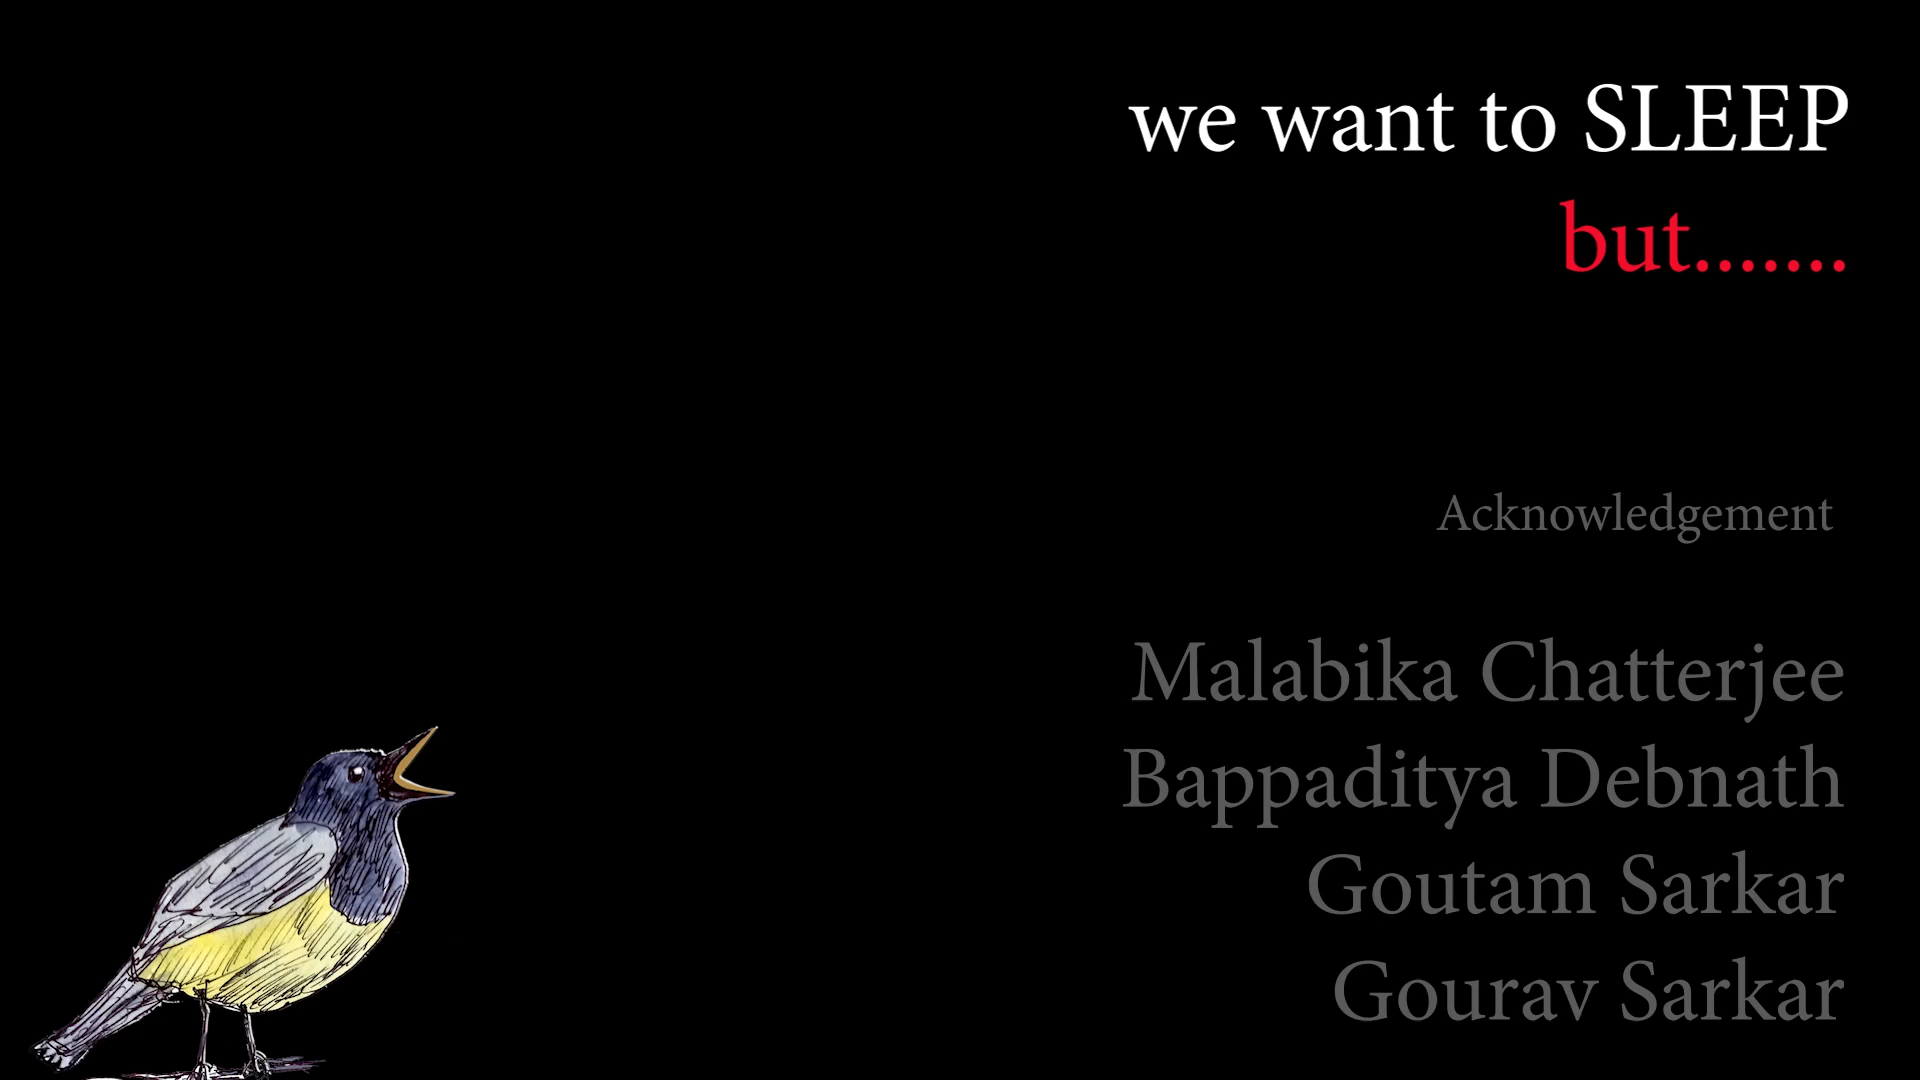 we want to SLEEP
but.......
Acknowledgement
Malabika Chatterjee
Bappaditya Debnath
Goutam Sarkar
Gourav Sarkar